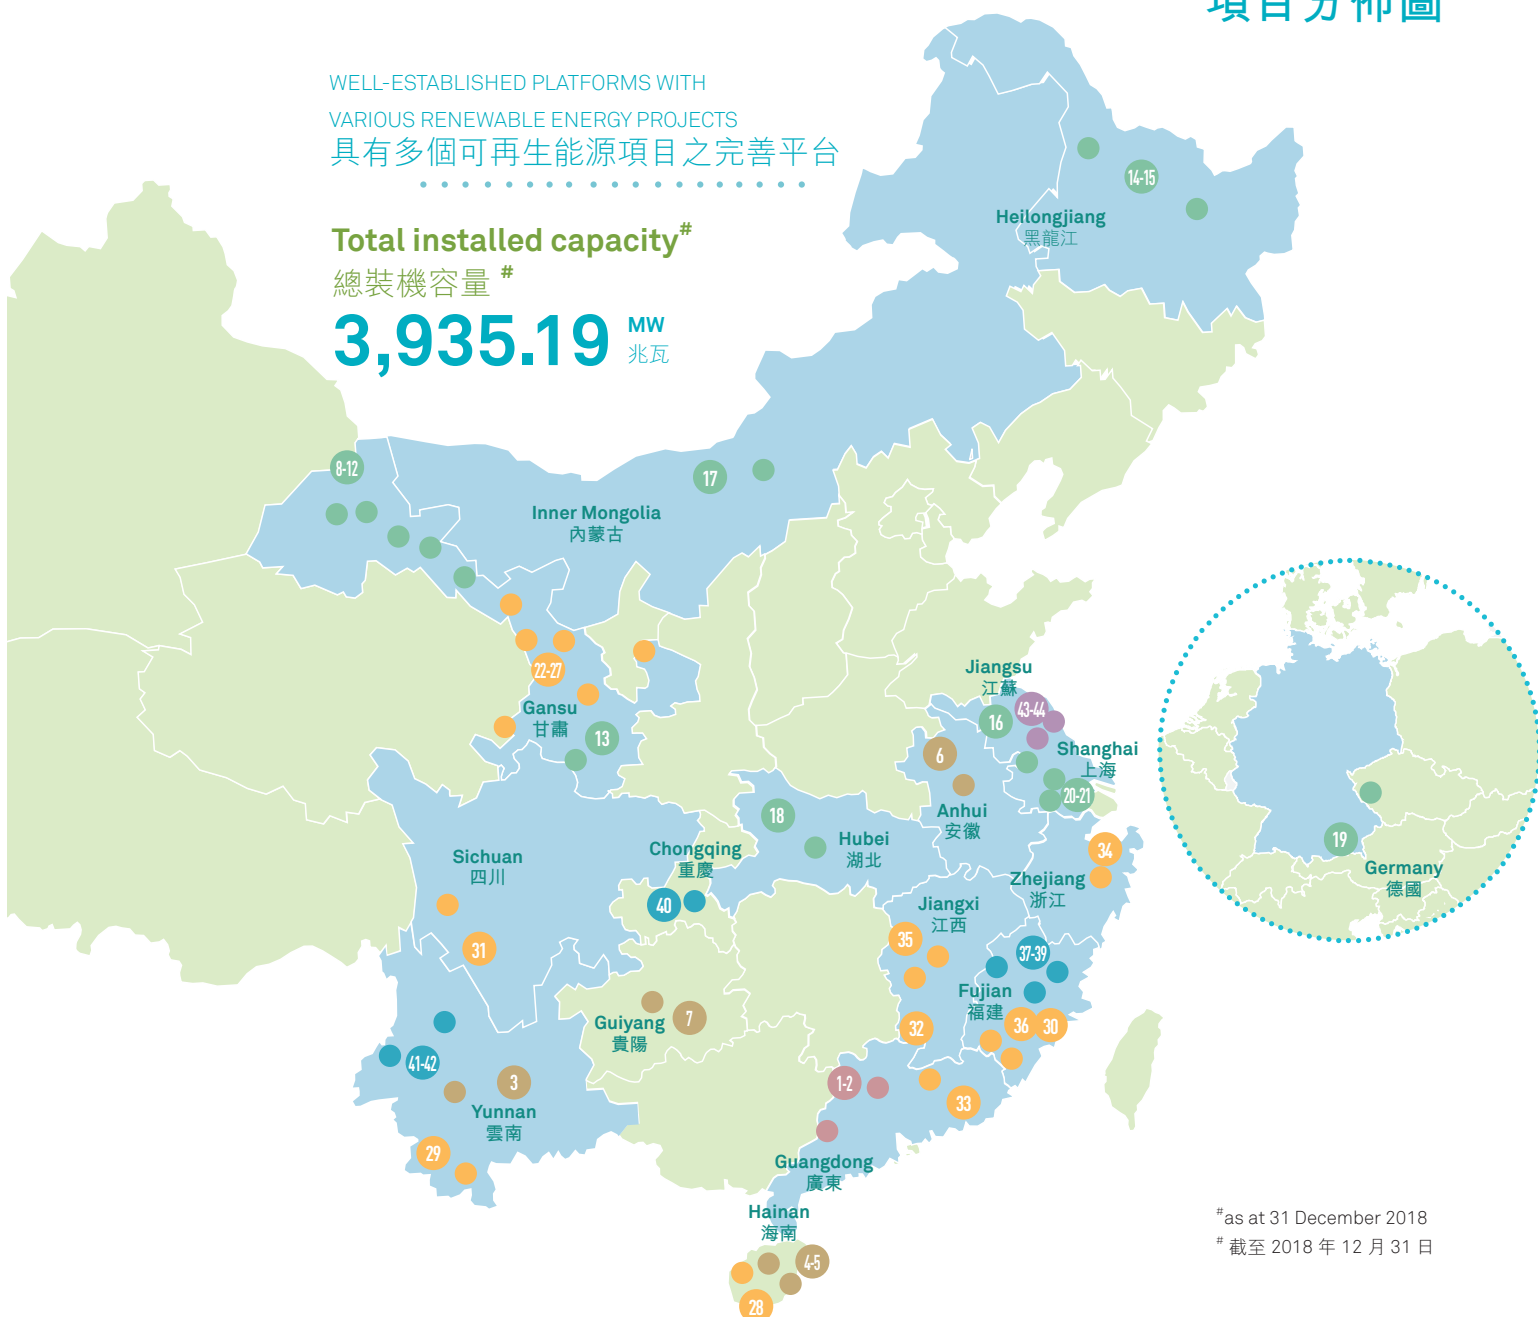 項目分佈圖
WELL-ESTABLISHED PLATFORMS WITH
VARIOUS RENEWABLE ENERGY PROJECTS
具有多個可再生能源項目之完善平台
Total installed capacity#
總裝機容量 #
3,935.19 MW
兆瓦
14-15
Heilongjiang
黑龍江
8-12
17
Inner Mongolia
內蒙古
22-27
Gansu
甘肅
13
Jiangsu
江蘇
43-44
16
Shanghai
上海
20-21
6
Anhui
安徽
18
Hubei
湖北
Chongqing
重慶
40
Sichuan
四川
31
34
Zhejiang
浙江
Jiangxi
江西
35
32
37-39
Fujian
福建
36
30
19
Germany
德國
Guiyang
貴陽
7
41-42
3
Yunnan
雲南
29
1-2
33
Guangdong
廣東
Hainan
海南
4-5
28
#as at 31 December 2018
# 截至 2018 年 12 月 31 日